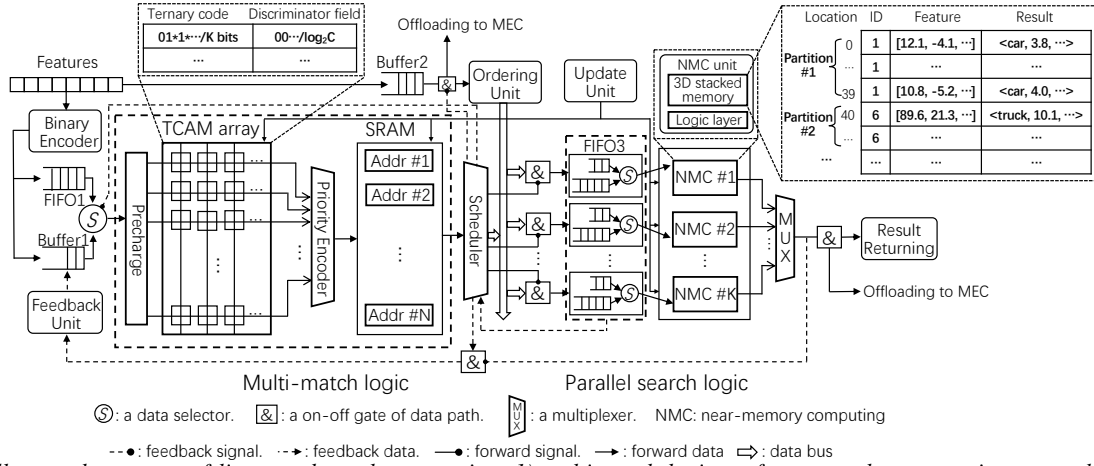 Ternary code Discriminator field
01*1*···/K bits 00···/log₂C
··· ···
Offloading to MEC
Features
Buffer2
&
Ordering Unit
Update Unit
NMC unit
3D stacked memory
Logic layer
Location ID Feature Result
Partition #1
0 1 [12.1, -4.1, ···] <car, 3.8, ···>
··· 1 ··· ···
39 1 [10.8, -5.2, ···] <car, 4.0, ···>
Partition #2
40 6 [89.6, 21.3, ···] <truck, 10.1, ···>
··· 6 ··· ···
··· ··· ··· ···
Binary Encoder
FIFO1
S
Buffer1
Feedback Unit
Precharge
TCAM array
Priority Encoder
SRAM
Addr #1
Addr #2
Addr #N
Scheduler
&
&
&
FIFO3
S
S
S
NMC #1
NMC #2
NMC #K
MUX
&
Result Returning
Offloading to MEC
&
Multi-match logic
Parallel search logic
S : a data selector. & : a on-off gate of data path. MUX : a multiplexer. NMC: near-memory computing
: feedback signal. : feedback data. : forward signal. : forward data : data bus